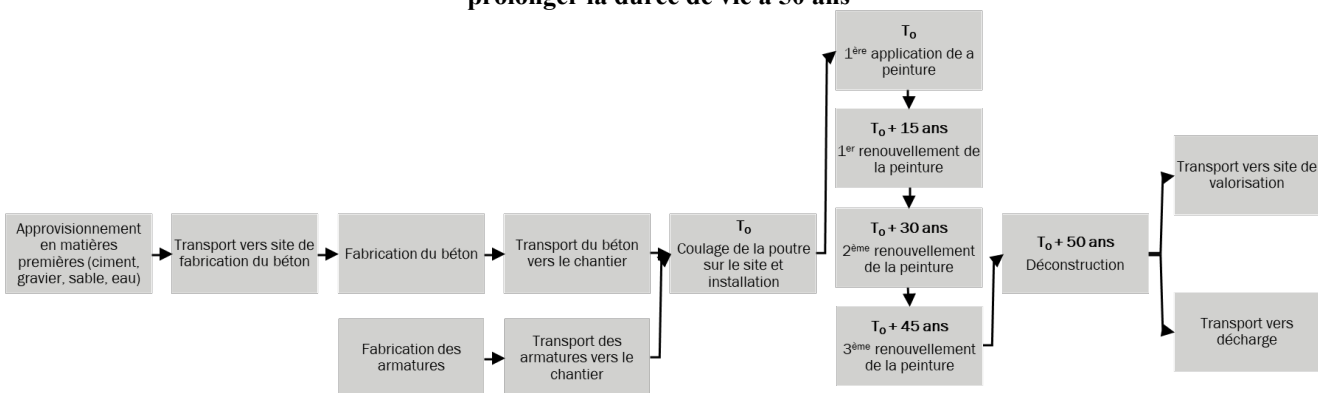 prolonger la durée de vie à 50 ans
T₀
1ère application de a
peinture
T₀ + 15 ans
1er renouvellement de
la peinture
T₀ + 30 ans
2ème renouvellement
de la peinture
T₀ + 45 ans
3ème renouvellement
de la peinture
Approvisionnement
en matières
premières (ciment,
gravier, sable, eau)
Transport vers site de
fabrication du béton
Fabrication du béton
Transport du béton
vers le chantier
T₀
Coulage de la poutre
sur le site et
installation
Fabrication des
armatures
Transport des
armatures vers le
chantier
T₀ + 50 ans
Déconstruction
Transport vers site de
valorisation
Transport vers
décharge